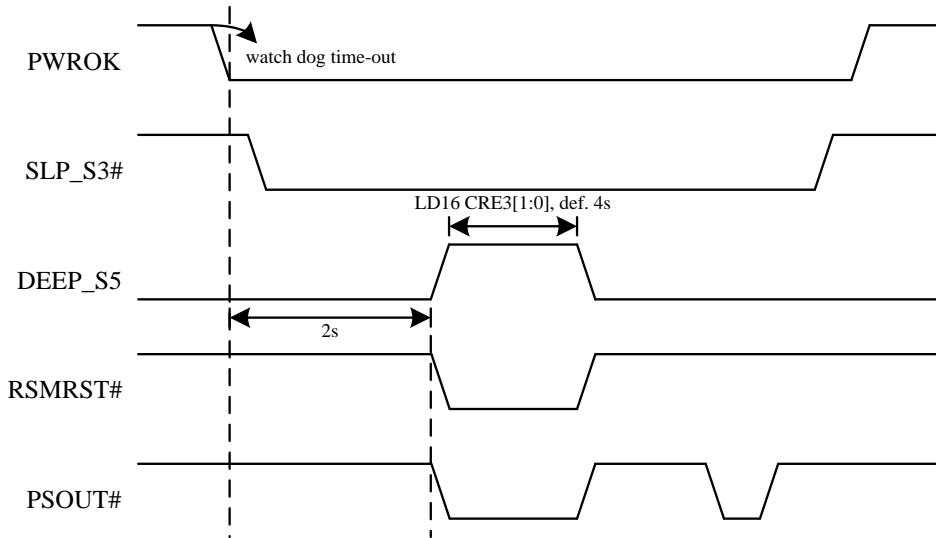 PWROK
watch dog time-out
SLP_S3#
LD16 CRE3[1:0], def. 4s
DEEP_S5
2s
RSMRST#
PSOUT#